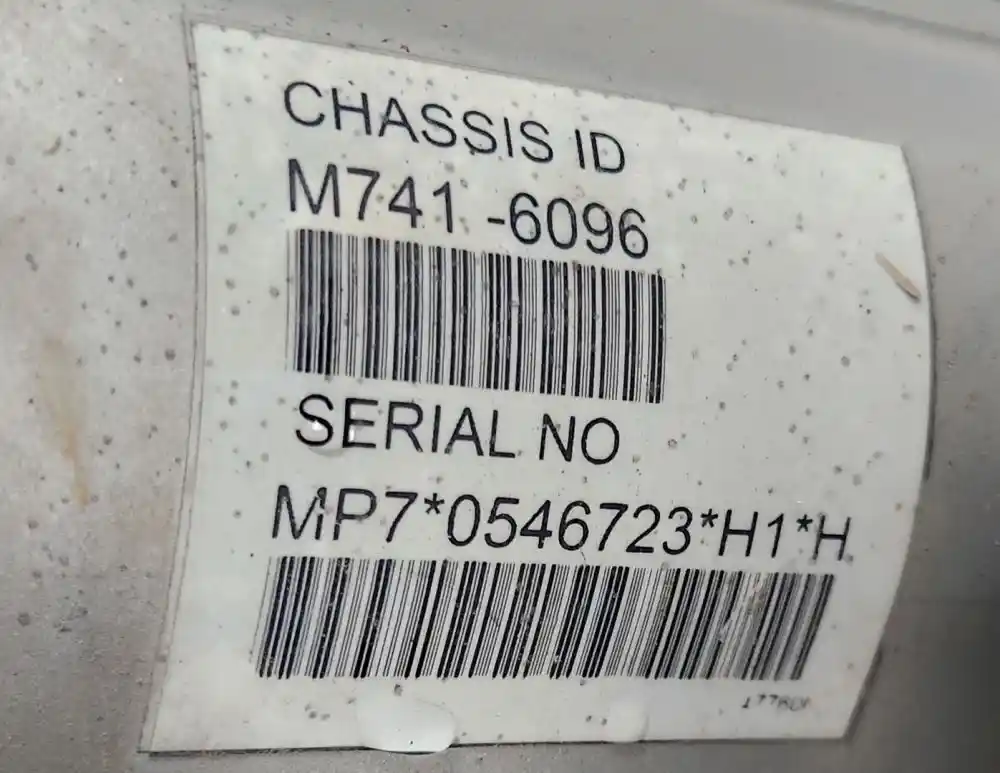 CHASSIS ID
M741 -6096
SERIAL NO
MP7*0546723*H1*H